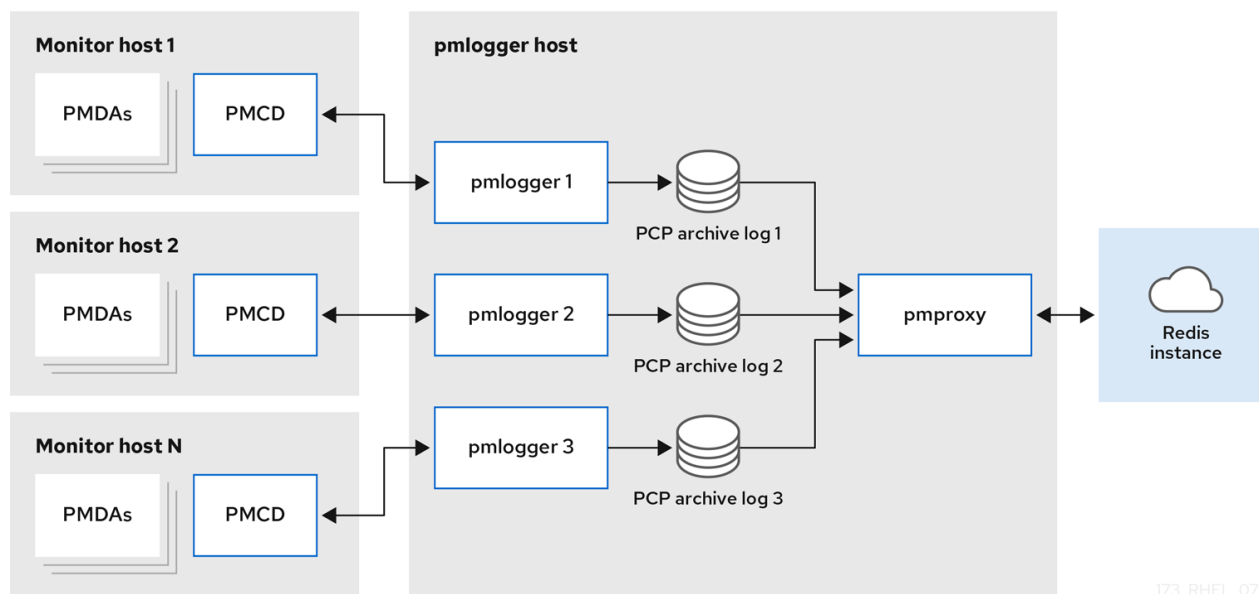 Monitor host 1
PMDAs
PMCD
Monitor host 2
PMDAs
PMCD
Monitor host N
PMDAs
PMCD
pmlogger host
pmlogger 1
PCP archive log 1
pmlogger 2
PCP archive log 2
pmlogger 3
PCP archive log 3
pmproxy
Redis
instance
173_RHEL_07